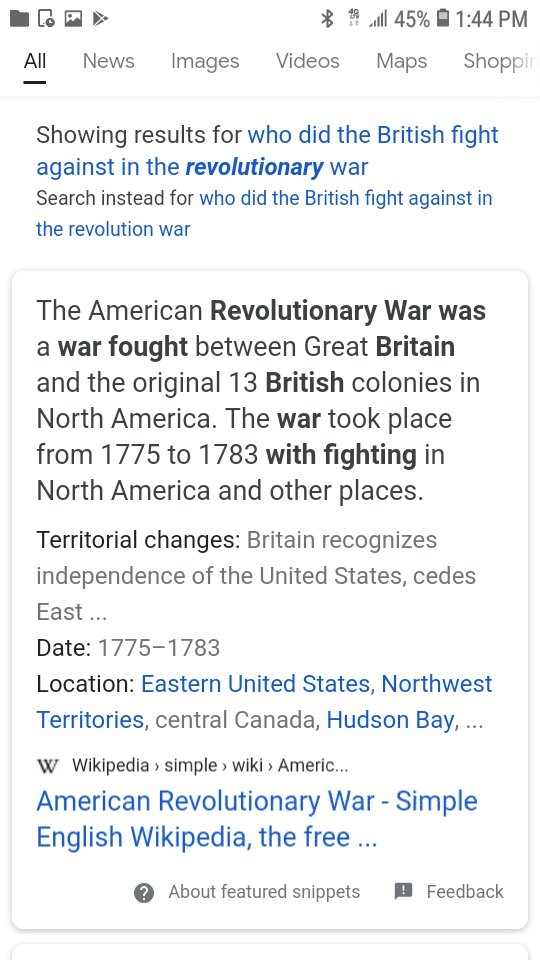 45% 1:44 PM
All News Images Videos Maps
Showing results for who did the British fight
against in the revolutionary war
Search instead for who did the British fight against in
the revolution war
The American Revolutionary War was
a war fought between Great Britain
and the original 13 British colonies in
North America. The war took place
from 1775 to 1783 with fighting in
North America and other places.
Territorial changes: Britain recognizes
independence of the United States, cedes
East ...
Date: 1775–1783
Location: Eastern United States, Northwest
Territories, central Canada, Hudson Bay, ...
W Wikipedia › simple › wiki › Americ...
American Revolutionary War - Simple
English Wikipedia, the free ...
? About featured snippets ! Feedback